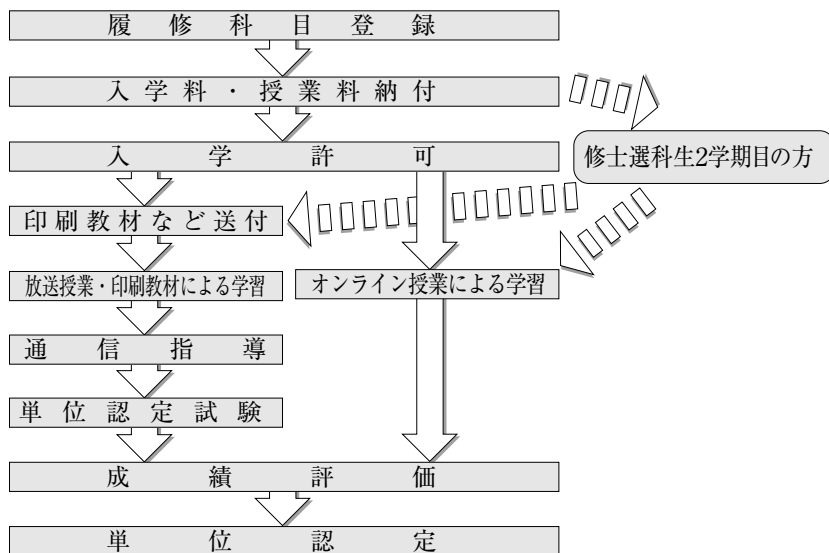 履修科目登録
入学料・授業料納付
入学許可
修士選科生2学期目の方
印刷教材など送付
放送授業・印刷教材による学習
オンライン授業による学習
通信指導
単位認定試験
成績評価
単位認定